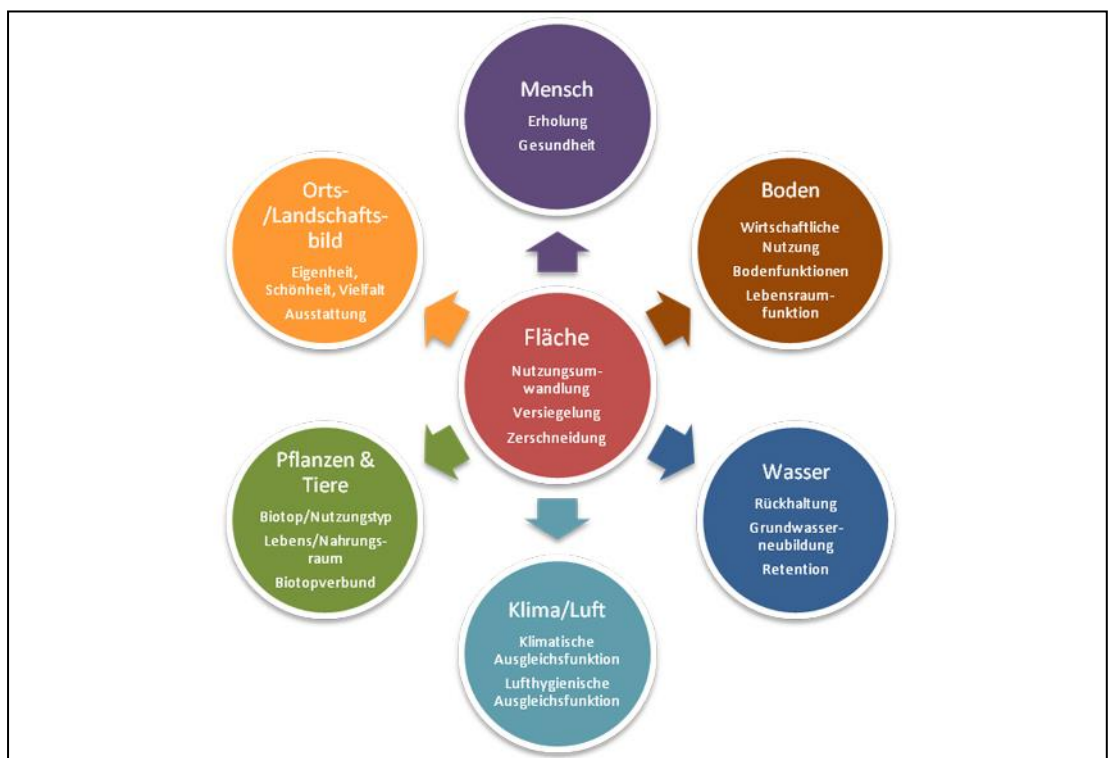 Mensch
Erholung
Gesundheit
Orts-
/Landschafts-
bild
Eigenheit,
Schönheit, Vielfalt
Ausstattung
Boden
Wirtschaftliche
Nutzung
Bodenfunktionen
Lebensraum-
funktion
Fläche
Nutzungsum-
wandlung
Versiegelung
Zerschneidung
Pflanzen &
Tiere
Biotop/Nutzungstyp
Lebens/Nahrungs-
raum
Biotopverbund
Wasser
Rückhaltung
Grundwasser-
neubildung
Retention
Klima/Luft
Klimatische
Ausgleichsfunktion
Lufthygienische
Ausgleichsfunktion